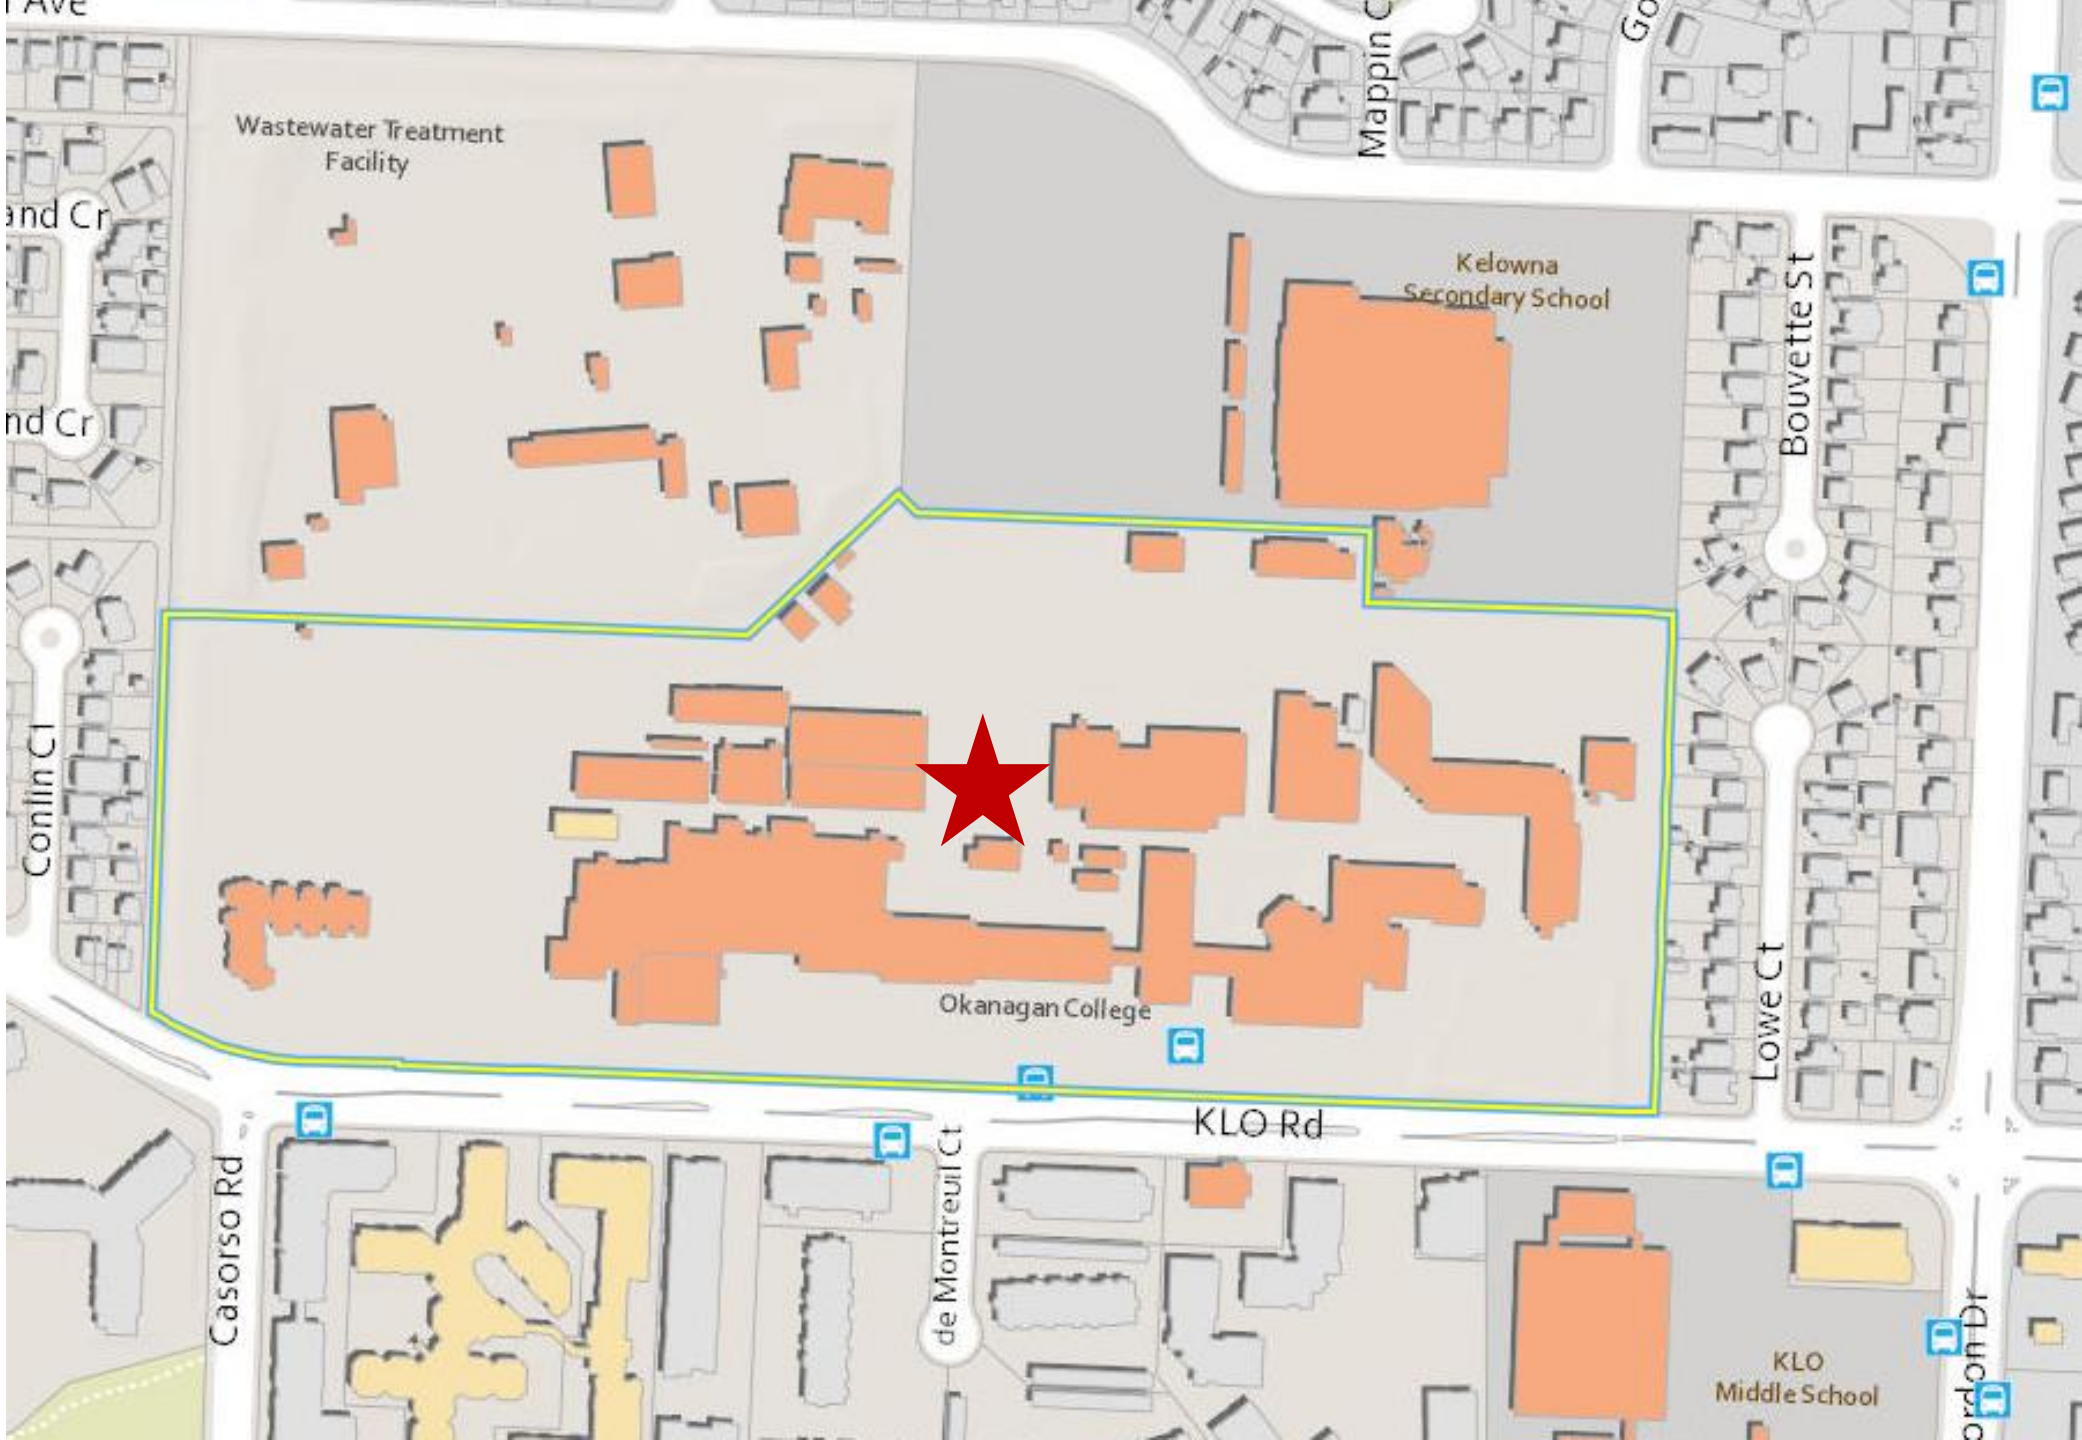 Ave
Mappin C
Go
Wastewater Treatment
Facility
and Cr
Kelowna
Secondary School
Bouvette St
nd Cr
Conlin Ct
Okanagan College
Lowe Ct
KLO Rd
Casorso Rd
de Montreuil Ct
KLO
Middle School
ordon Dr